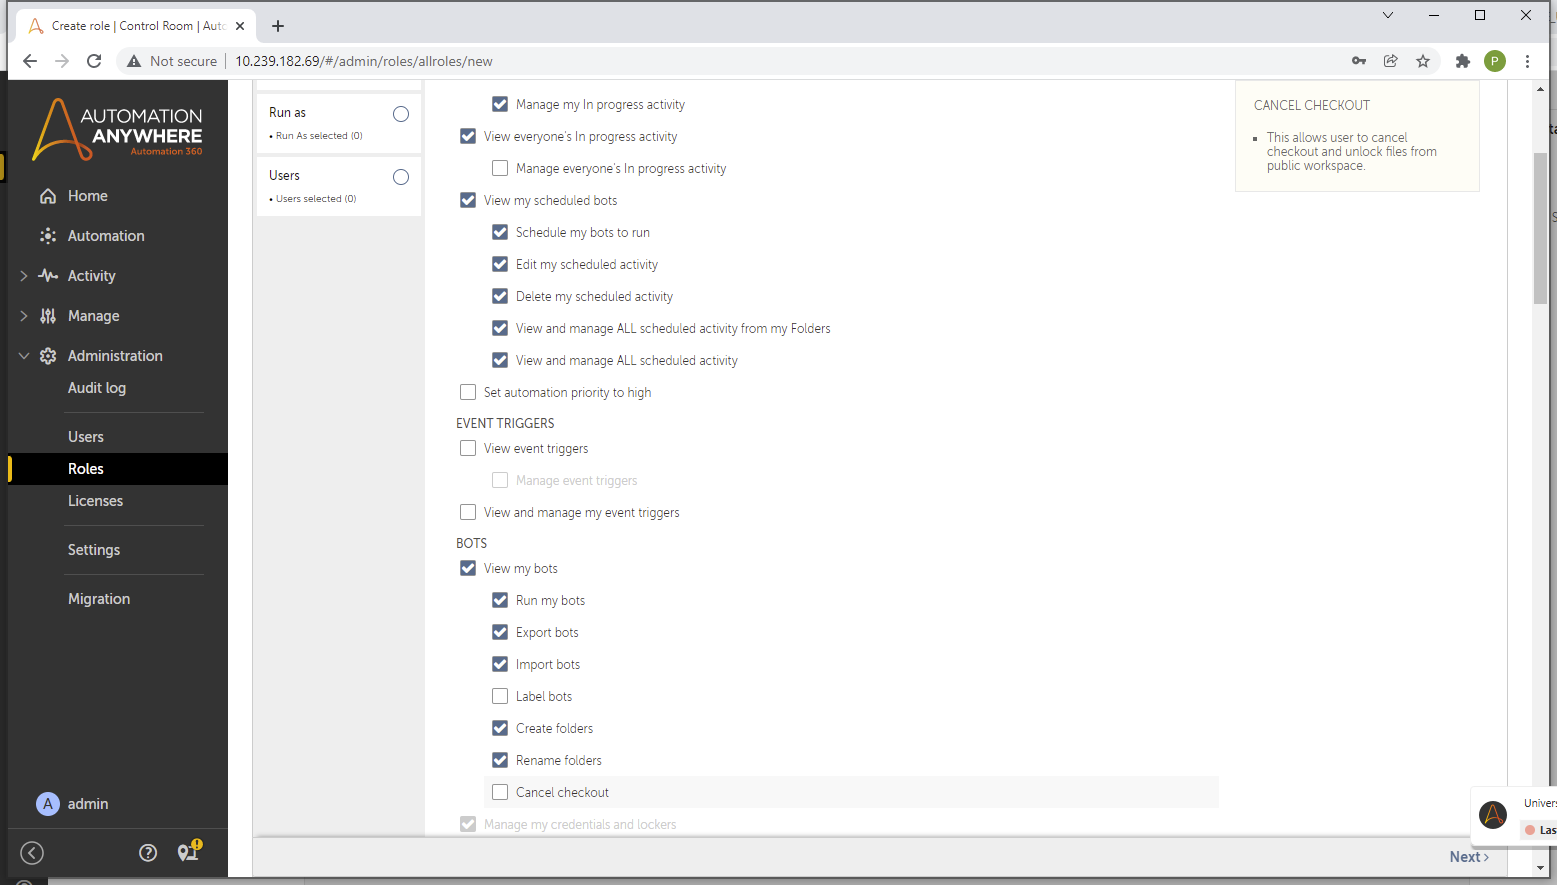 Create role | Control Room | Auto
Not secure
10.239.182.69/#/admin/roles/allroles/new
P
AUTOMATION
ANYWHERE
Automation 360
Home
Automation
Activity
Manage
Administration
Audit log
Users
Roles
Licenses
Settings
Migration
A
admin
Run as
• Run As selected (0)
Users
• Users selected (0)
Manage my In progress activity
View everyone's In progress activity
Manage everyone's In progress activity
View my scheduled bots
Schedule my bots to run
Edit my scheduled activity
Delete my scheduled activity
View and manage ALL scheduled activity from my Folders
View and manage ALL scheduled activity
Set automation priority to high
EVENT TRIGGERS
View event triggers
Manage event triggers
View and manage my event triggers
BOTS
View my bots
Run my bots
Export bots
Import bots
Label bots
Create folders
Rename folders
Cancel checkout
Manage my credentials and lockers
CANCEL CHECKOUT
▪ This allows user to cancel
checkout and unlock files from
public workspace.
Univers
Las
Next >